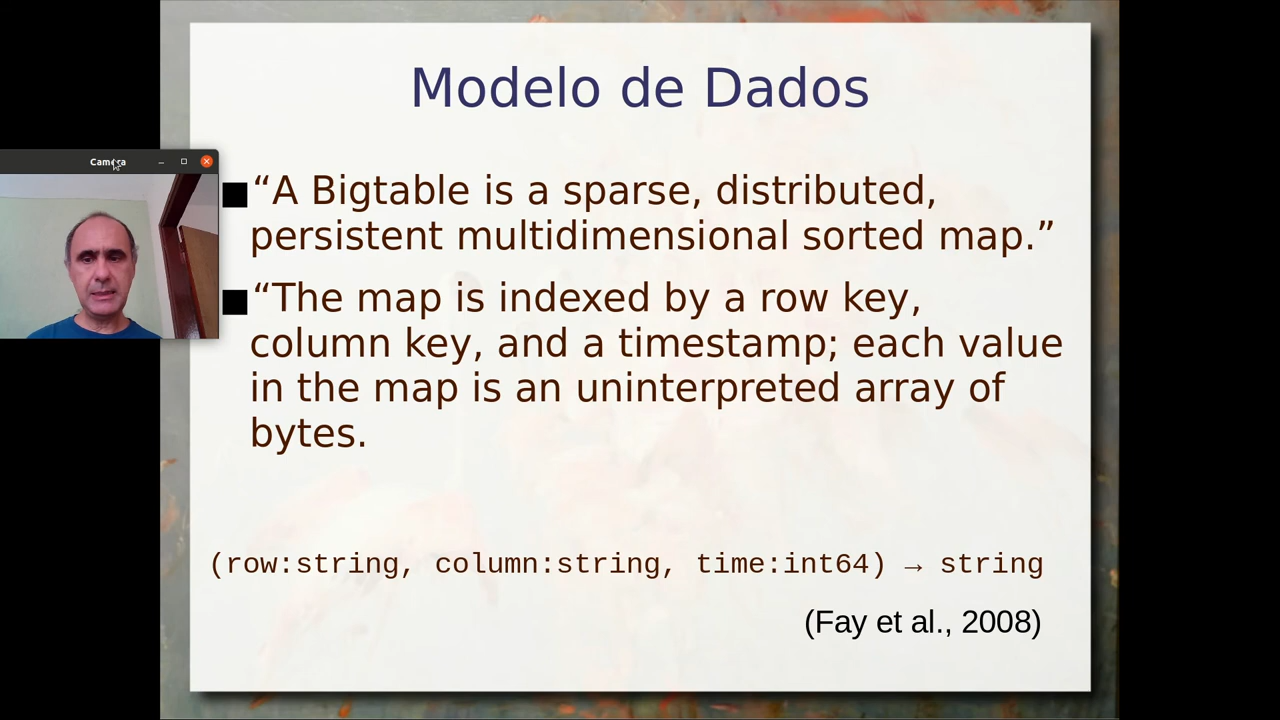 Modelo de Dados
Camera
“A Bigtable is a sparse, distributed,
persistent multidimensional sorted map.”
“The map is indexed by a row key,
column key, and a timestamp; each value
in the map is an uninterpreted array of
bytes.
(row:string, column:string, time:int64) → string
(Fay et al., 2008)